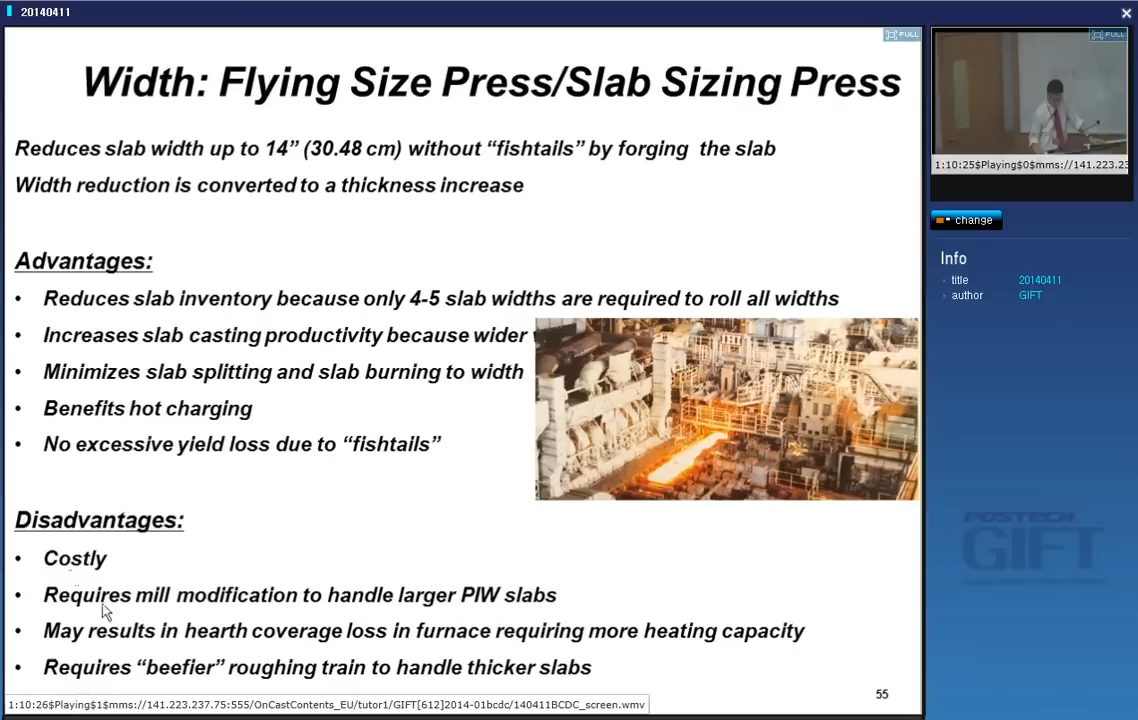 20140411
FULL
Width: Flying Size Press/Slab Sizing Press
Reduces slab width up to 14” (30.48 cm) without “fishtails” by forging the slab
Width reduction is converted to a thickness increase
Advantages:
• Reduces slab inventory because only 4-5 slab widths are required to roll all widths
• Increases slab casting productivity because wider
• Minimizes slab splitting and slab burning to width
• Benefits hot charging
• No excessive yield loss due to “fishtails”
Disadvantages:
• Costly
• Requires mill modification to handle larger PIW slabs
• May results in hearth coverage loss in furnace requiring more heating capacity
• Requires “beefier” roughing train to handle thicker slabs
55
1:10:26$Playing$1$mms://141.223.237.75:555/OnCastContents_EU/tutor1/GIFT[612]2014-01bcdc/140411BCDC_screen.wmv
FULL
1:10:25$Playing$0$mms://141.223.23
change
Info
title 20140411
author GIFT
POSTECH
GIFT